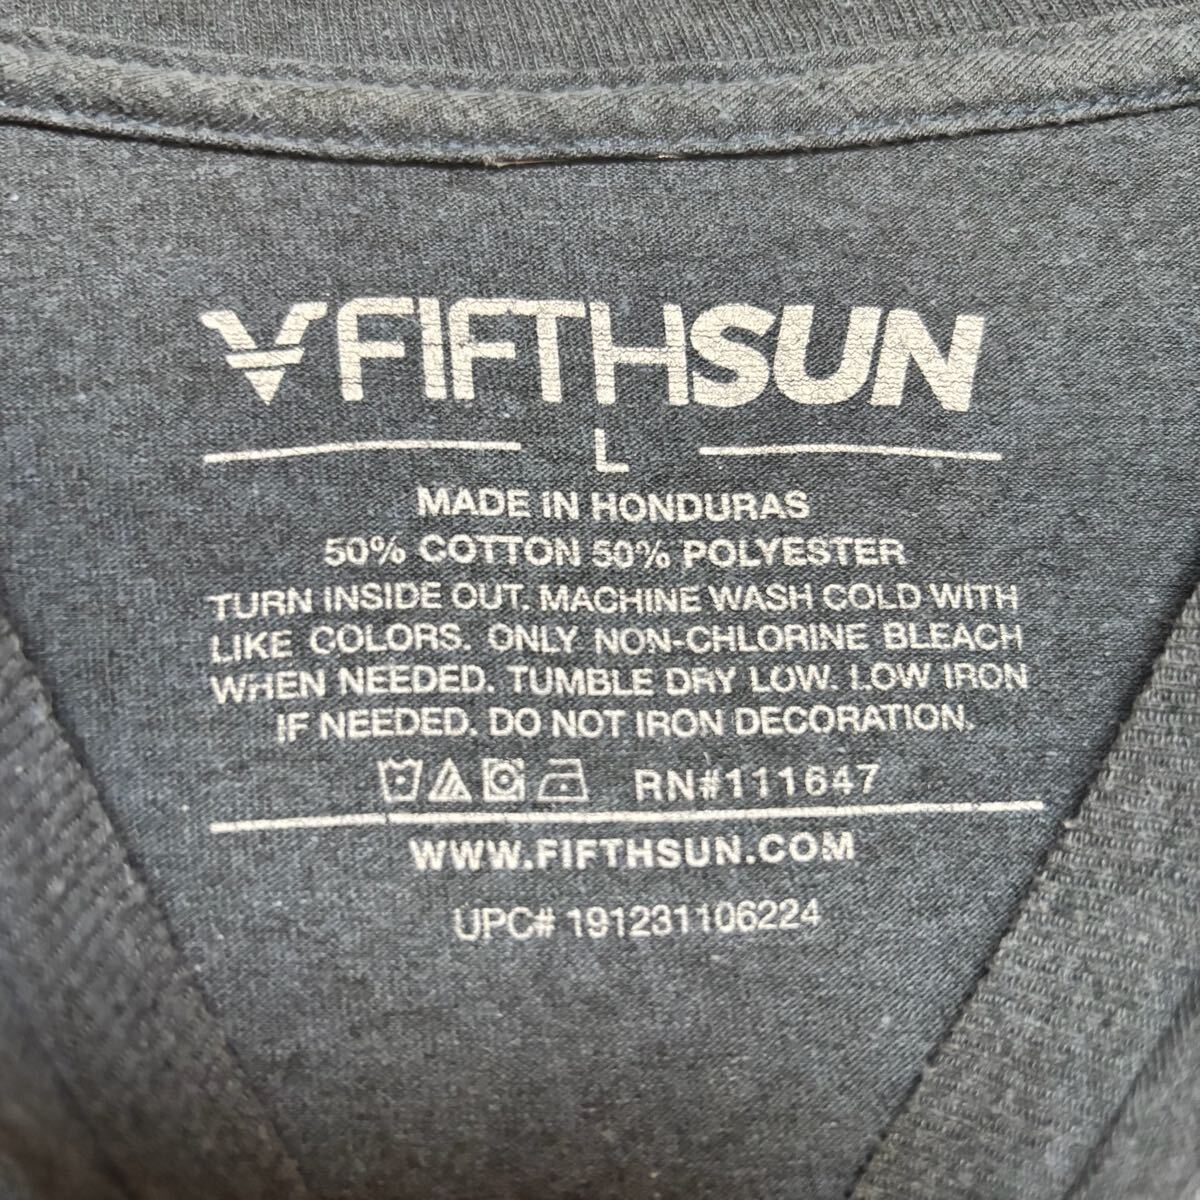 FIFTHSUN
L
MADE IN HONDURAS
50% COTTON 50% POLYESTER
TURN INSIDE OUT. MACHINE WASH COLD WITH
LIKE COLORS. ONLY NON-CHLORINE BLEACH
WHEN NEEDED. TUMBLE DRY LOW. LOW IRON
IF NEEDED. DO NOT IRON DECORATION.
RN#111647
WWW.FIFTHSUN.COM
UPC# 191231106224